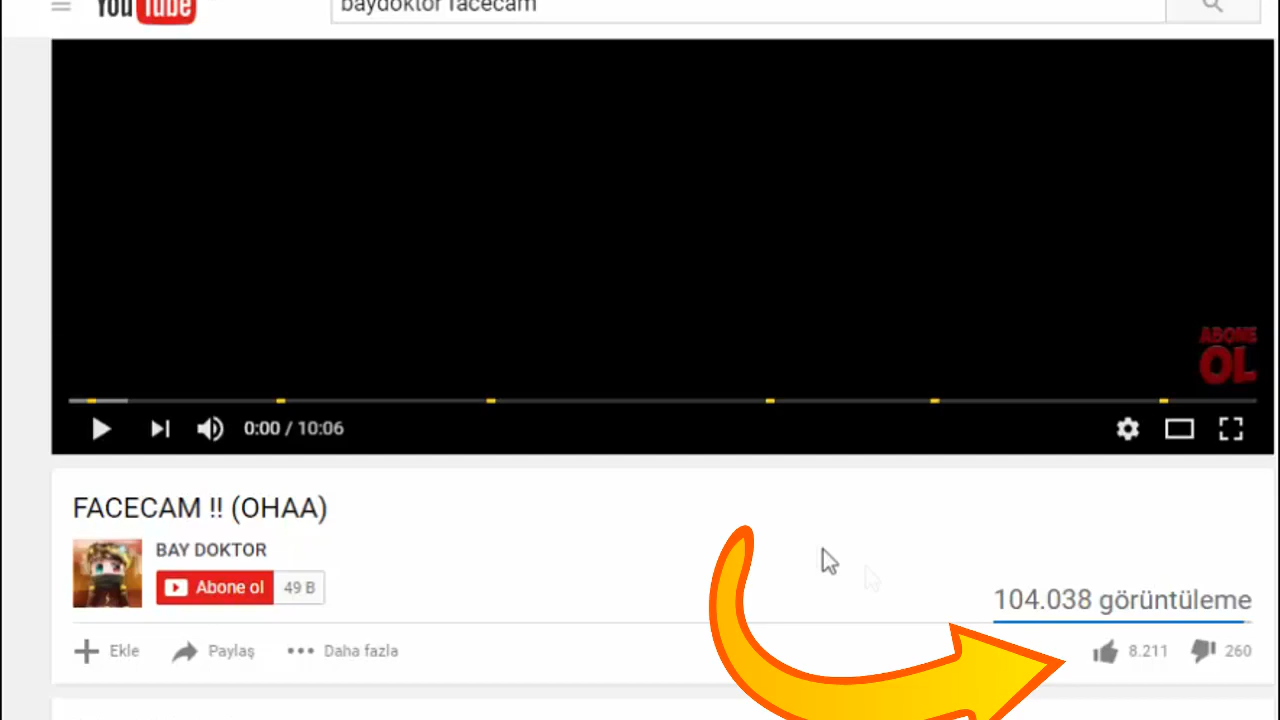 YouTube
baydoktor facecam
ABONE
OL
0:00 / 10:06
FACECAM !! (OHAA)
BAY DOKTOR
Abone ol 49 B
104.038 görüntüleme
Ekle Paylaş Daha fazla 8.211 260